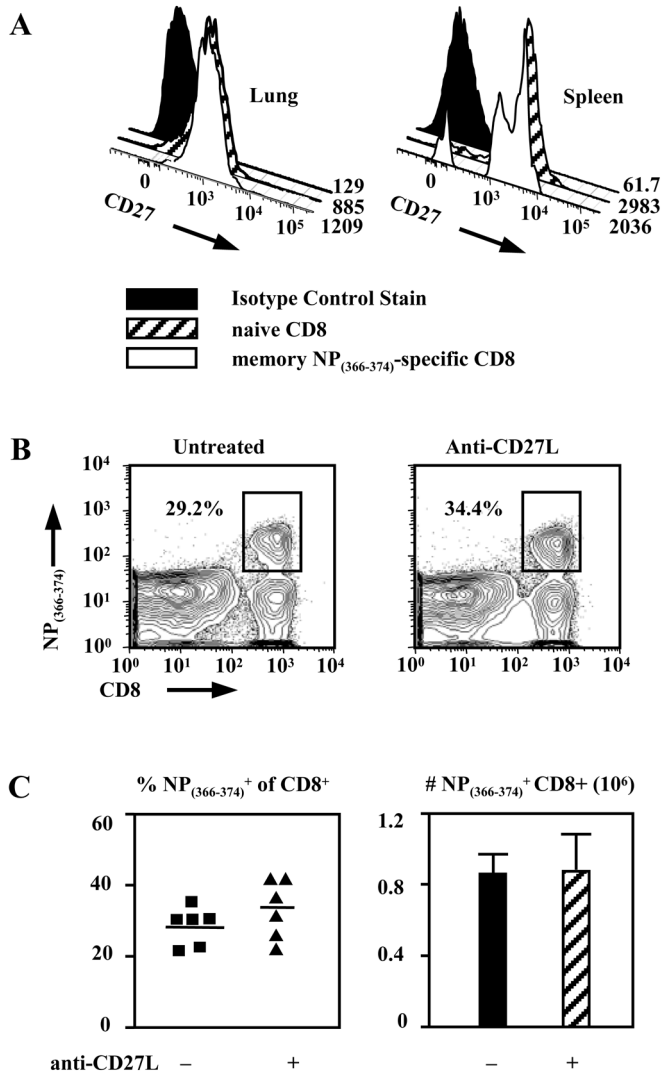 A
Lung
Spleen
0
10³
10⁴
10⁵
129
885
1209
CD27
0
10³
10⁴
10⁵
61.7
2983
2036
CD27
Isotype Control Stain
naive CD8
memory NP(366-374)-specific CD8
B
Untreated
Anti-CD27L
10⁴
10³
10²
10¹
10⁰
NP(366-374)
29.2%
34.4%
10⁰ 10¹ 10² 10³ 10⁴
10⁰ 10¹ 10² 10³ 10⁴
CD8
C
% NP(366-374)⁺ of CD8⁺
# NP(366-374)⁺ CD8+ (10⁶)
60
40
20
0
1.2
0.8
0.4
0
anti-CD27L – +
– +